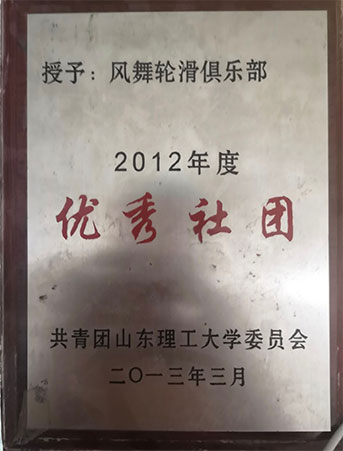 授予：风舞轮滑俱乐部
2012年度
优秀社团
共青团山东理工大学委员会
二〇一三年三月